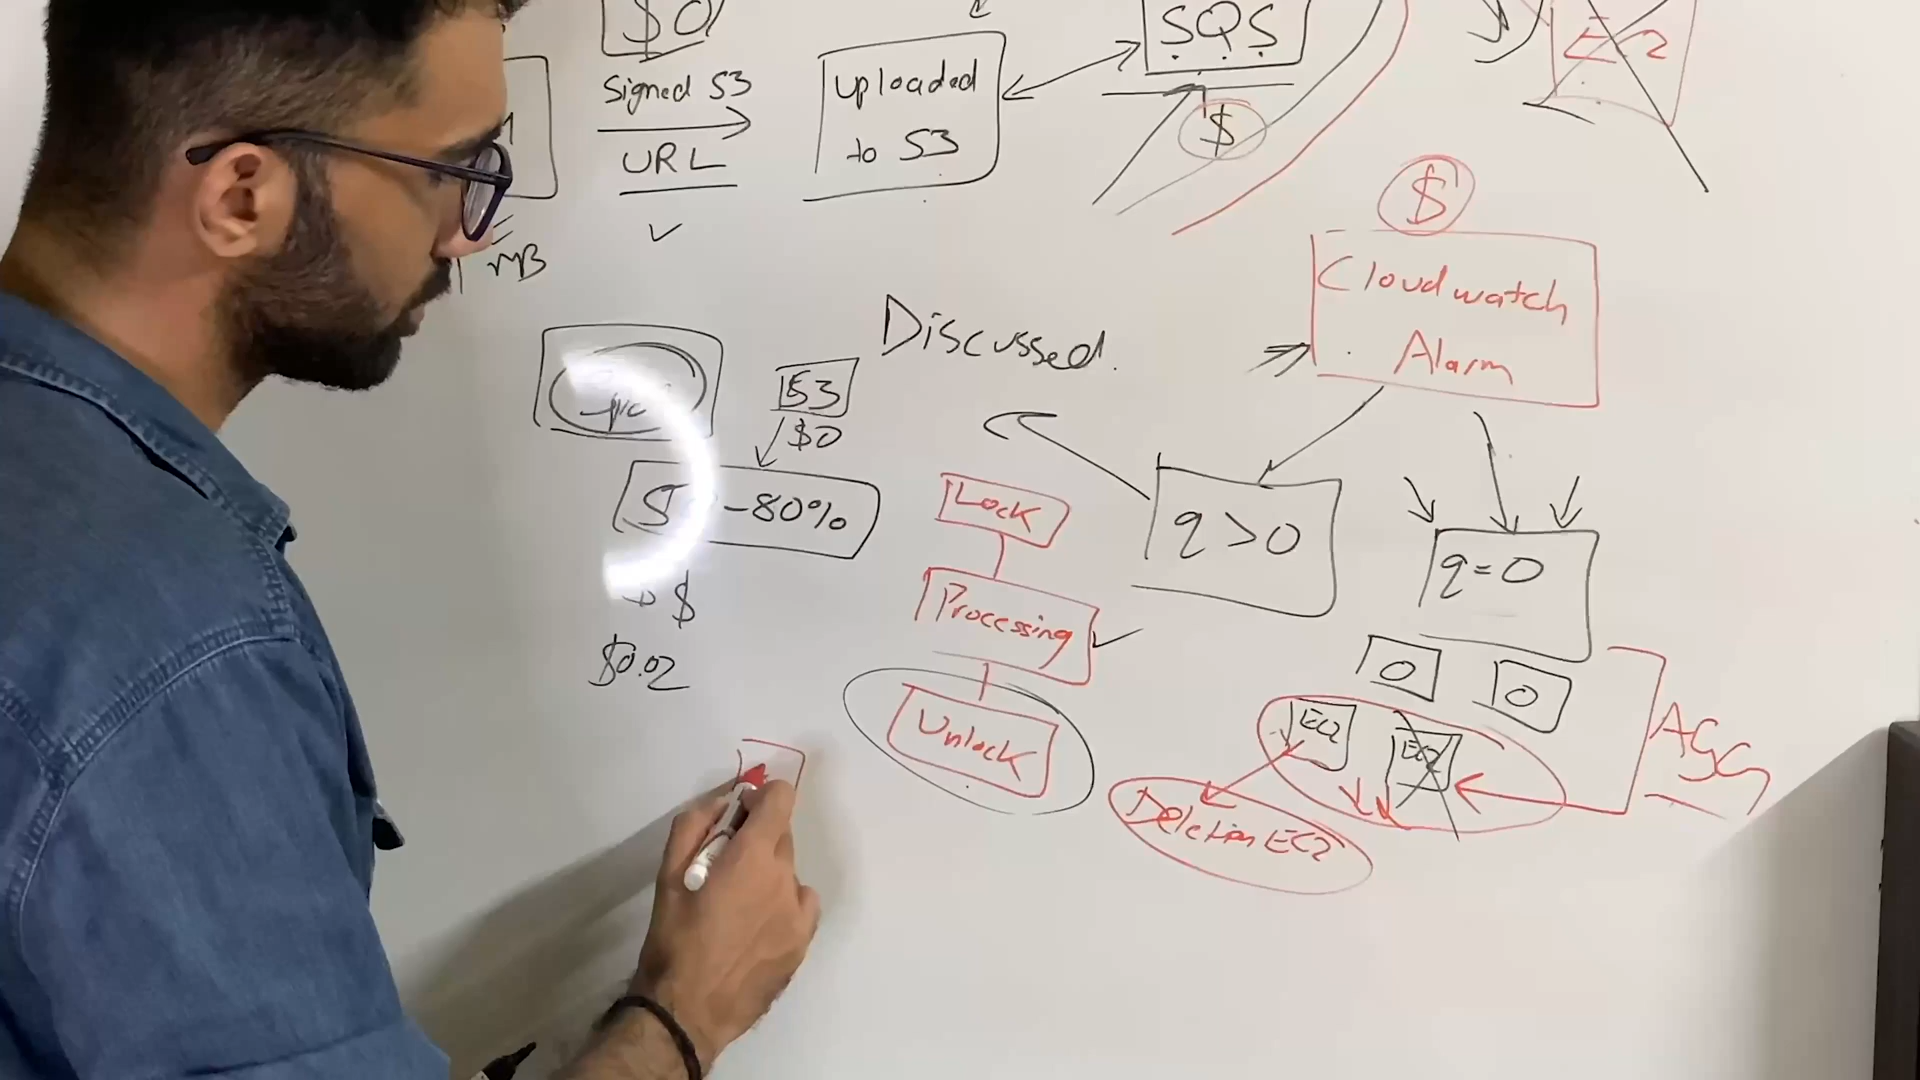 $0
Signed S3
URL
uploaded
to S3
SQS
$
E 2
$
Cloudwatch
Alarm
MB
Discussed.
S3
$0
-80%
$
$0.02
Lock
Processing
Unlock
q>0
q=0
0
0
EC2
EC2
ASG
Deletion EC2